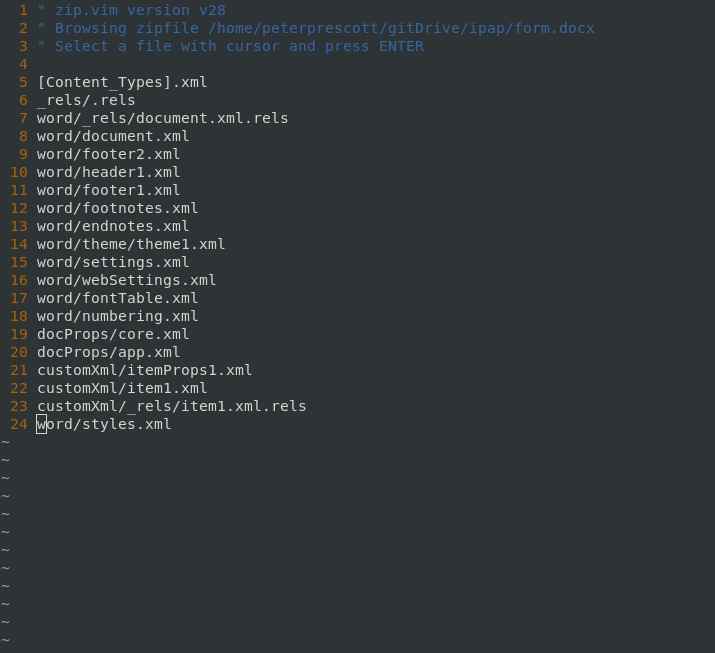 1 " zip.vim version v28
2 " Browsing zipfile /home/peterprescott/gitDrive/ipap/form.docx
3 " Select a file with cursor and press ENTER
4
5 [Content_Types].xml
6 _rels/.rels
7 word/_rels/document.xml.rels
8 word/document.xml
9 word/footer2.xml
10 word/header1.xml
11 word/footer1.xml
12 word/footnotes.xml
13 word/endnotes.xml
14 word/theme/theme1.xml
15 word/settings.xml
16 word/webSettings.xml
17 word/fontTable.xml
18 word/numbering.xml
19 docProps/core.xml
20 docProps/app.xml
21 customXml/itemProps1.xml
22 customXml/item1.xml
23 customXml/_rels/item1.xml.rels
24 word/styles.xml
~
~
~
~
~
~
~
~
~
~
~
~